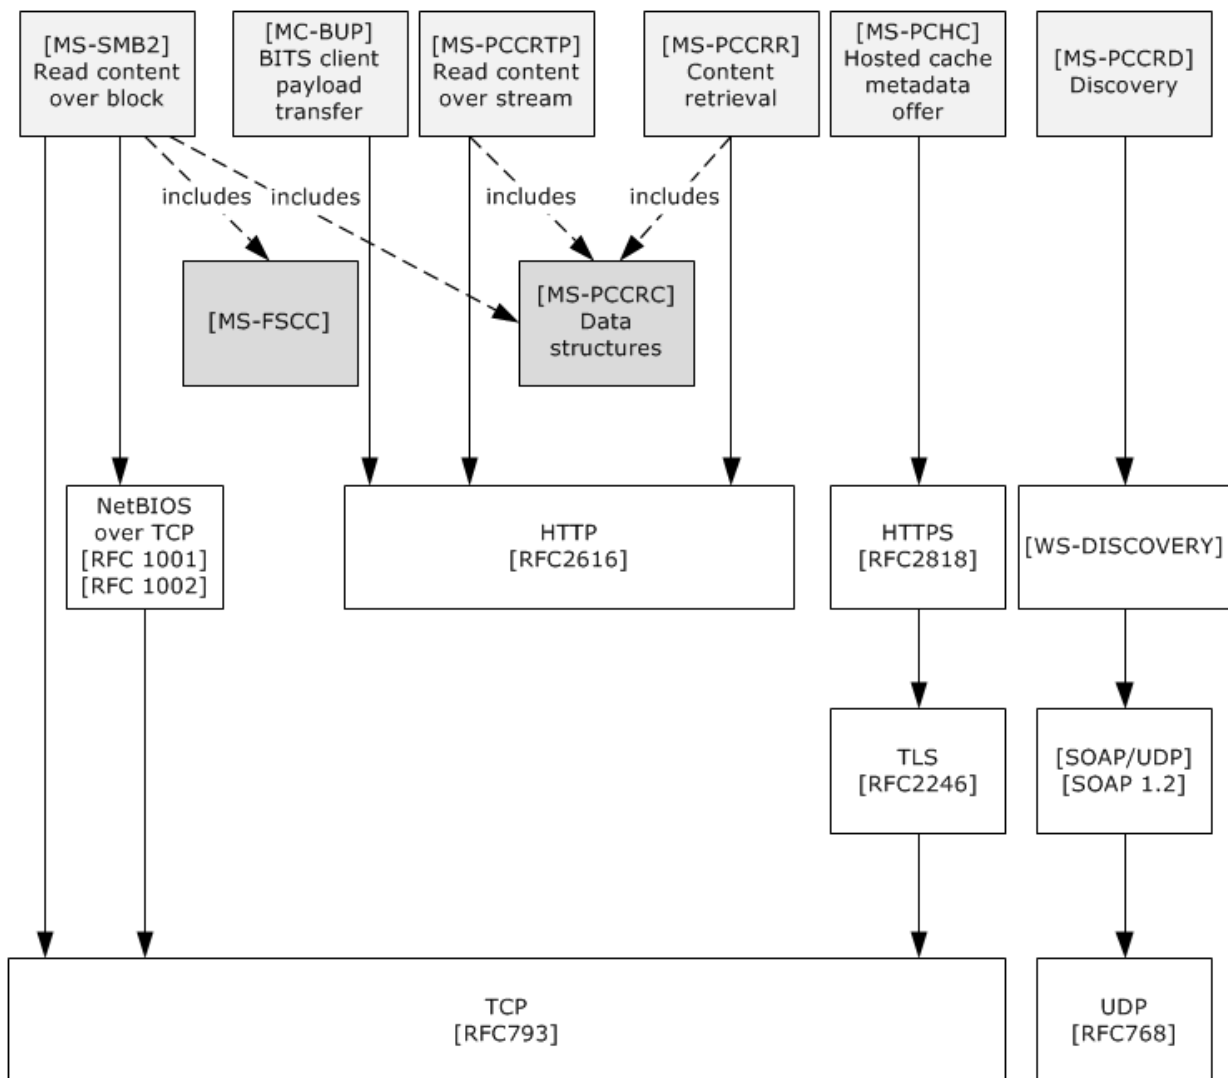 [MS-SMB2]
Read content
over block
[MC-BUP]
BITS client
payload
transfer
[MS-PCCRTP]
Read content
over stream
[MS-PCCRR]
Content
retrieval
[MS-PCHC]
Hosted cache
metadata
offer
[MS-PCCRD]
Discovery
includes
includes
includes
includes
[MS-FSCC]
[MS-PCCRC]
Data
structures
NetBIOS
over TCP
[RFC 1001]
[RFC 1002]
HTTP
[RFC2616]
HTTPS
[RFC2818]
[WS-DISCOVERY]
TLS
[RFC2246]
[SOAP/UDP]
[SOAP 1.2]
TCP
[RFC793]
UDP
[RFC768]